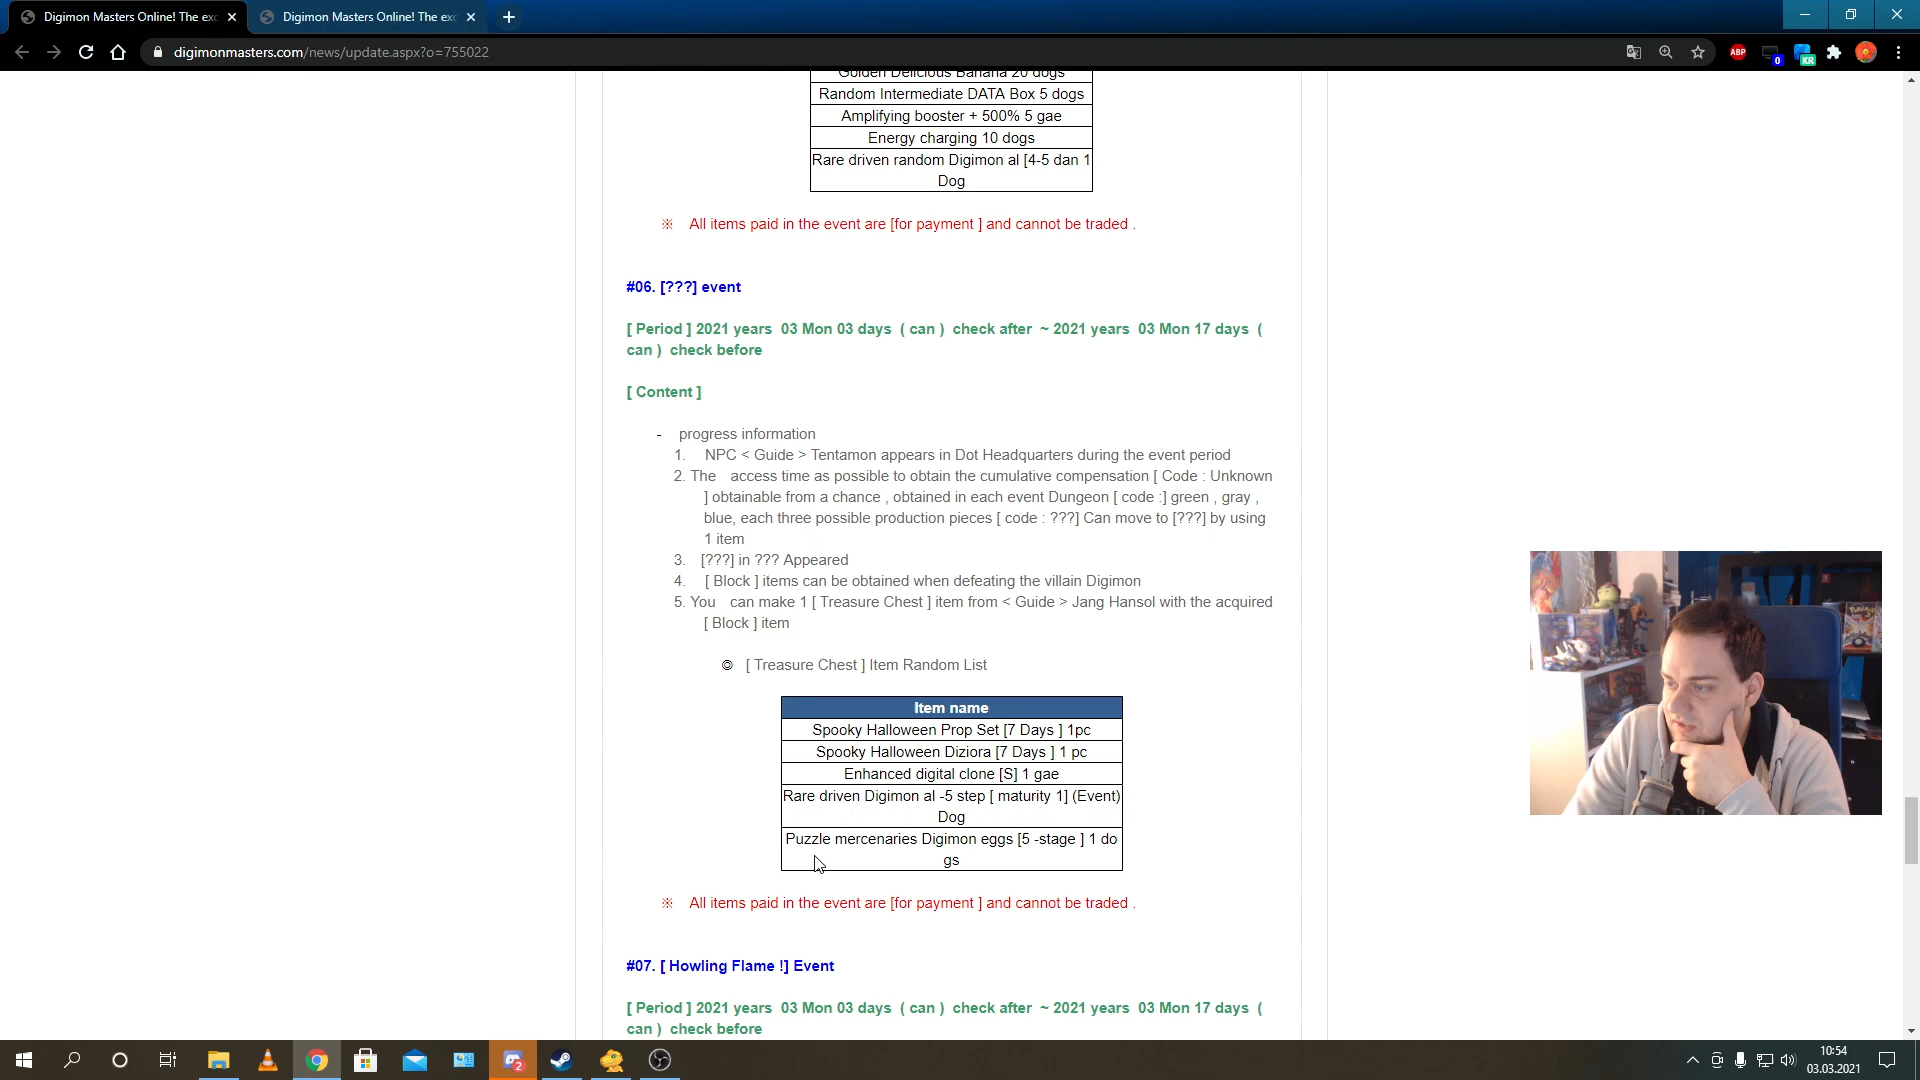 Digimon Masters Online! The exc
Digimon Masters Online! The exc
digimonmasters.com/news/update.aspx?o=755022
ABP
0
KR
Golden Delicious Banana 20 dogs
Random Intermediate DATA Box 5 dogs
Amplifying booster + 500% 5 gae
Energy charging 10 dogs
Rare driven random Digimon al [4-5 dan 1
Dog
※ All items paid in the event are [for payment ] and cannot be traded .
#06. [???] event
[ Period ] 2021 years 03 Mon 03 days ( can ) check after ~ 2021 years 03 Mon 17 days (
can ) check before
[ Content ]
- progress information
1. NPC < Guide > Tentamon appears in Dot Headquarters during the event period
2. The access time as possible to obtain the cumulative compensation [ Code : Unknown
] obtainable from a chance , obtained in each event Dungeon [ code :] green , gray ,
blue, each three possible production pieces [ code : ???] Can move to [???] by using
1 item
3. [???] in ??? Appeared
4. [ Block ] items can be obtained when defeating the villain Digimon
5. You can make 1 [ Treasure Chest ] item from < Guide > Jang Hansol with the acquired
[ Block ] item
◎ [ Treasure Chest ] Item Random List
Item name
Spooky Halloween Prop Set [7 Days ] 1pc
Spooky Halloween Diziora [7 Days ] 1 pc
Enhanced digital clone [S] 1 gae
Rare driven Digimon al -5 step [ maturity 1] (Event)
Dog
Puzzle mercenaries Digimon eggs [5 -stage ] 1 do
gs
※ All items paid in the event are [for payment ] and cannot be traded .
#07. [ Howling Flame !] Event
[ Period ] 2021 years 03 Mon 03 days ( can ) check after ~ 2021 years 03 Mon 17 days (
can ) check before
2
10:54
03.03.2021